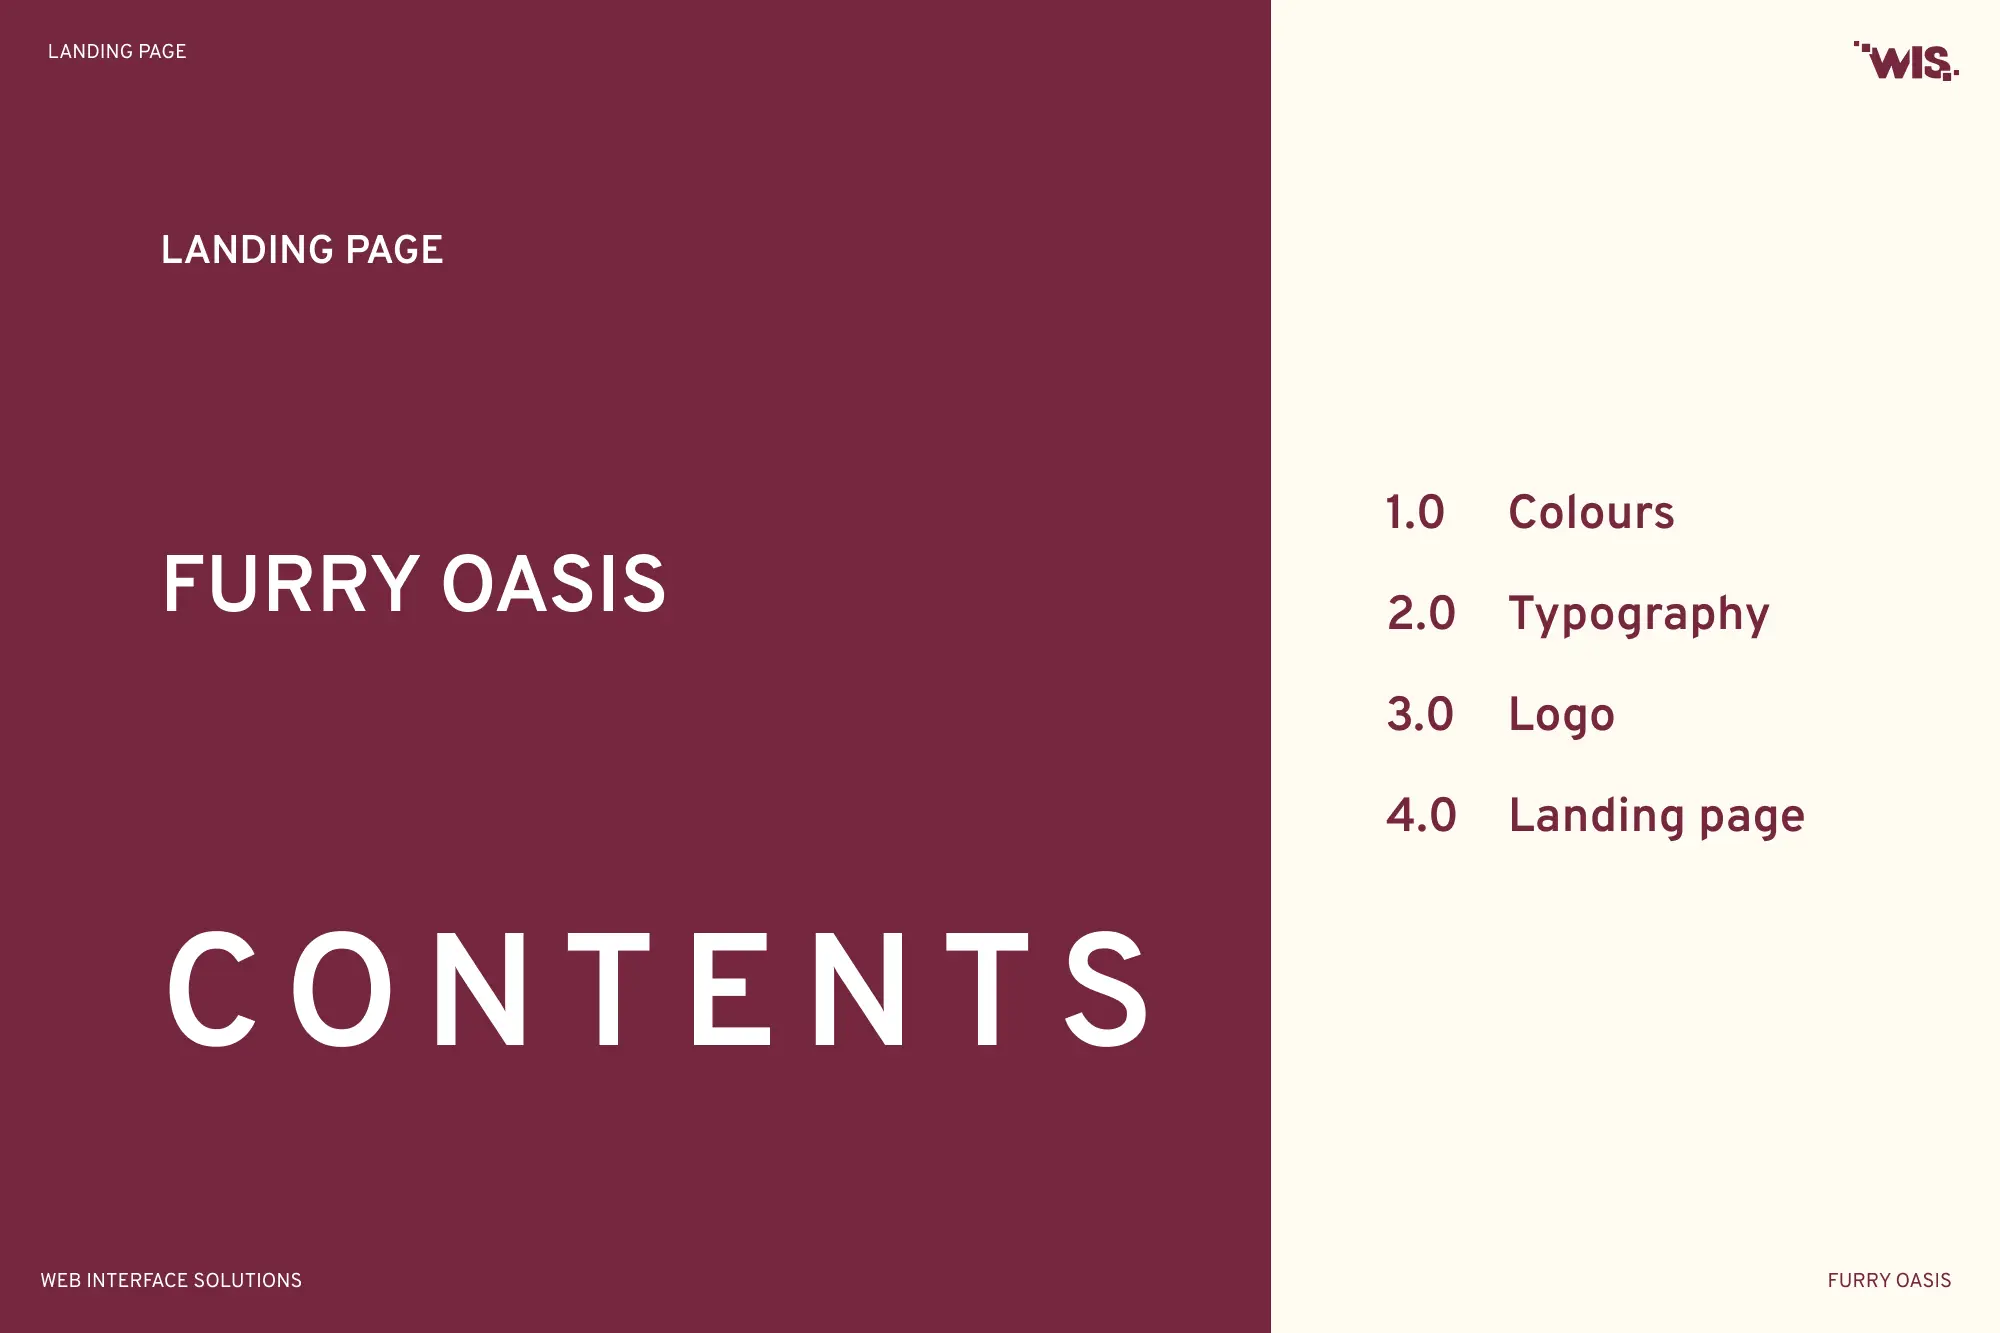 LANDING PAGE
WIS.
LANDING PAGE
FURRY OASIS
CONTENTS
1.0 Colours
2.0 Typography
3.0 Logo
4.0 Landing page
WEB INTERFACE SOLUTIONS
FURRY OASIS